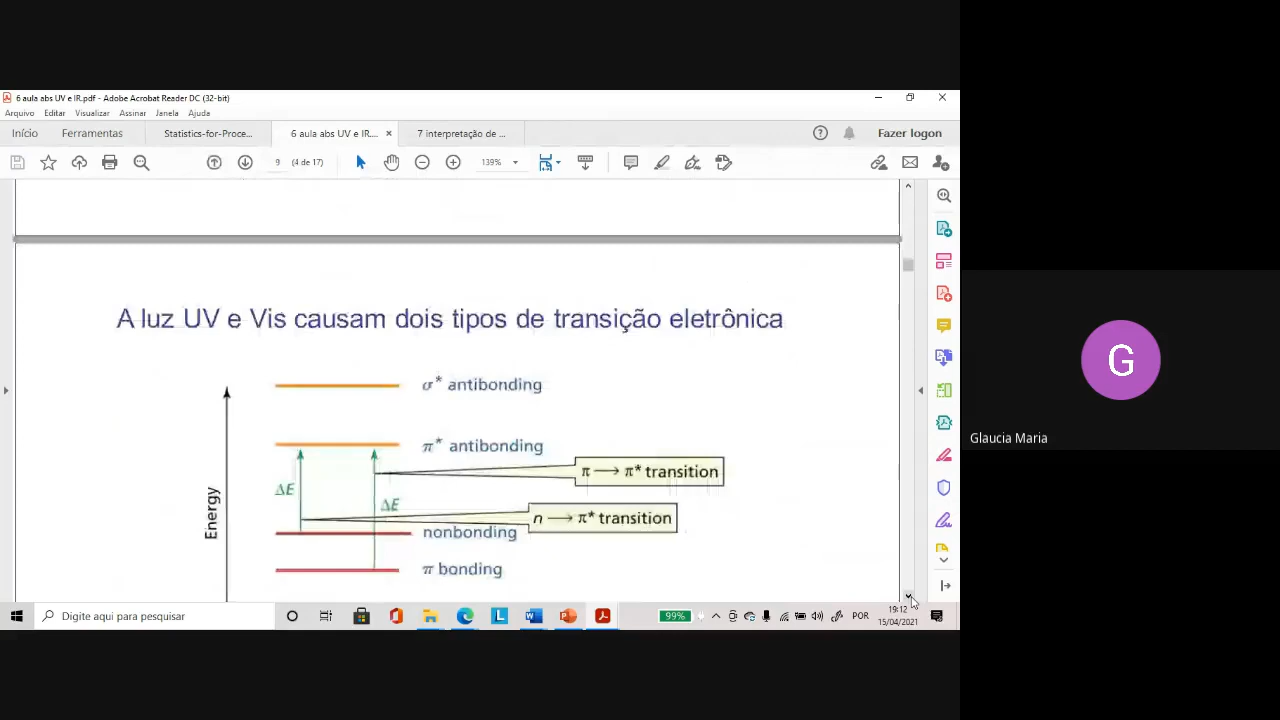 6 aula abs UV e IR.pdf - Adobe Acrobat Reader DC (32-bit)
Arquivo Editar Visualizar Assinar Janela Ajuda
Início Ferramentas Statistics-for-Proce... 6 aula abs UV e IR.... × 7 interpretação de ... Fazer logon
9 (4 de 17) 139%
A luz UV e Vis causam dois tipos de transição eletrônica
σ* antibonding
π* antibonding
π ⟶ π* transition
ΔE
ΔE
n ⟶ π* transition
Energy
nonbonding
π bonding
G
Glaucia Maria
Digite aqui para pesquisar
99%
POR
19:12
15/04/2021